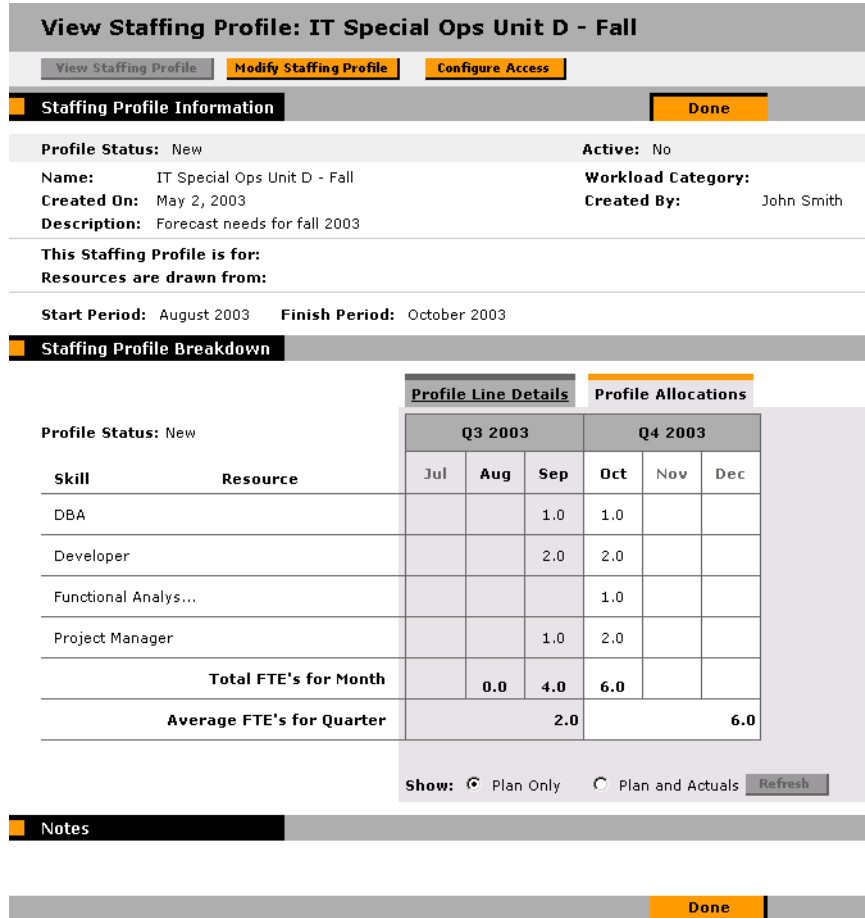 View Staffing Profile: IT Special Ops Unit D - Fall
View Staffing Profile Modify Staffing Profile Configure Access
Staffing Profile Information Done
Profile Status: New Active: No
Name: IT Special Ops Unit D - Fall Workload Category:
Created On: May 2, 2003 Created By: John Smith
Description: Forecast needs for fall 2003
This Staffing Profile is for:
Resources are drawn from:
Start Period: August 2003 Finish Period: October 2003
Staffing Profile Breakdown
Profile Line Details Profile Allocations
Profile Status: New Q3 2003 Q4 2003
Skill Resource Jul Aug Sep Oct Nov Dec
DBA 1.0 1.0
Developer 2.0 2.0
Functional Analys... 1.0
Project Manager 1.0 2.0
Total FTE's for Month 0.0 4.0 6.0
Average FTE's for Quarter 2.0 6.0
Show: Plan Only Plan and Actuals Refresh
Notes
Done